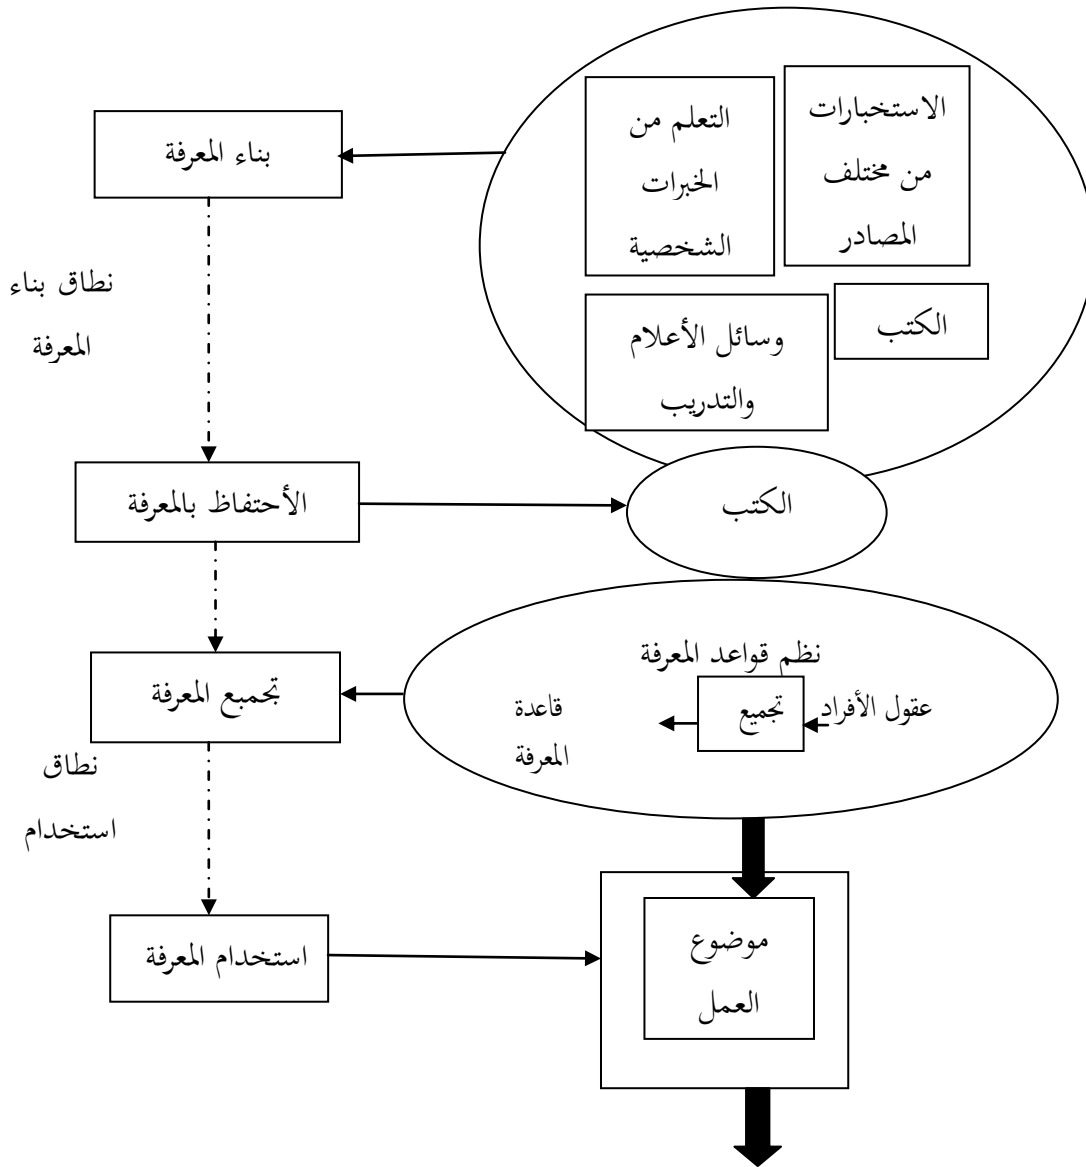 الاستخبارات
من مختلف
المصادر
التعلم من
الخبرات
الشخصية
بناء المعرفة
نطاق بناء
المعرفة
الكتب
وسائل الأعلام
والتدريب
الأحتفاظ بالمعرفة
الكتب
نظم قواعد المعرفة
عقول الأفراد
تجميع
قاعدة
المعرفة
تجمبع المعرفة
نطاق
استخدام
موضوع
العمل
استخدام المعرفة